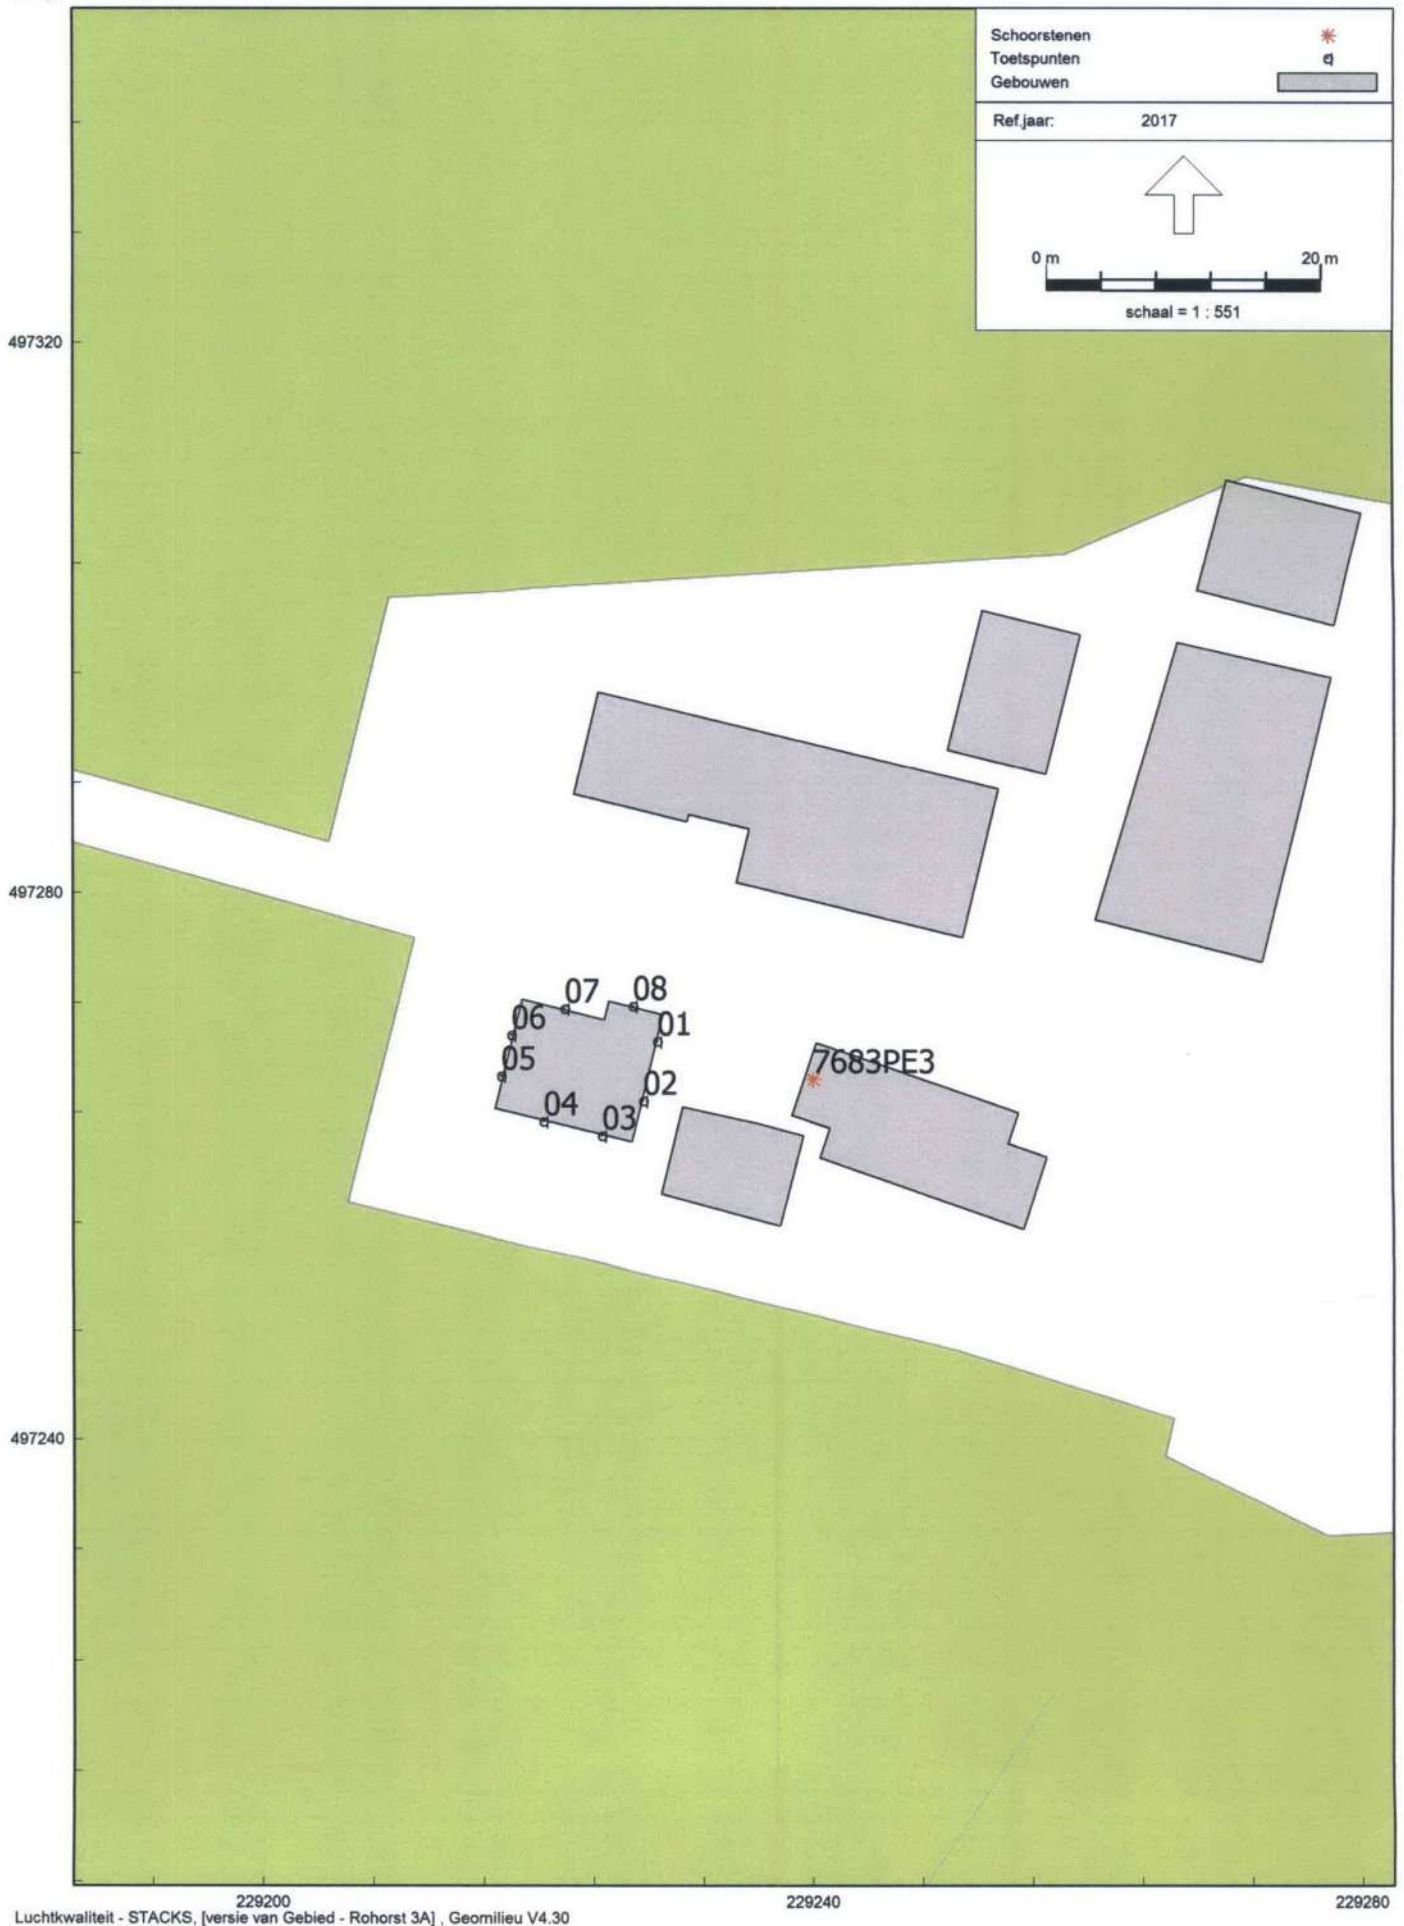 Schoorstenen
Toetspunten
Gebouwen
Ref.jaar: 2017
0 m 20 m
schaal = 1 : 551
497320
497280
497240
07 08
06 01
05 02
04 03
7683PE3
229200 229240 229280
Luchtkwaliteit - STACKS, [versie van Gebied - Rohorst 3A] , Geomilieu V4.30